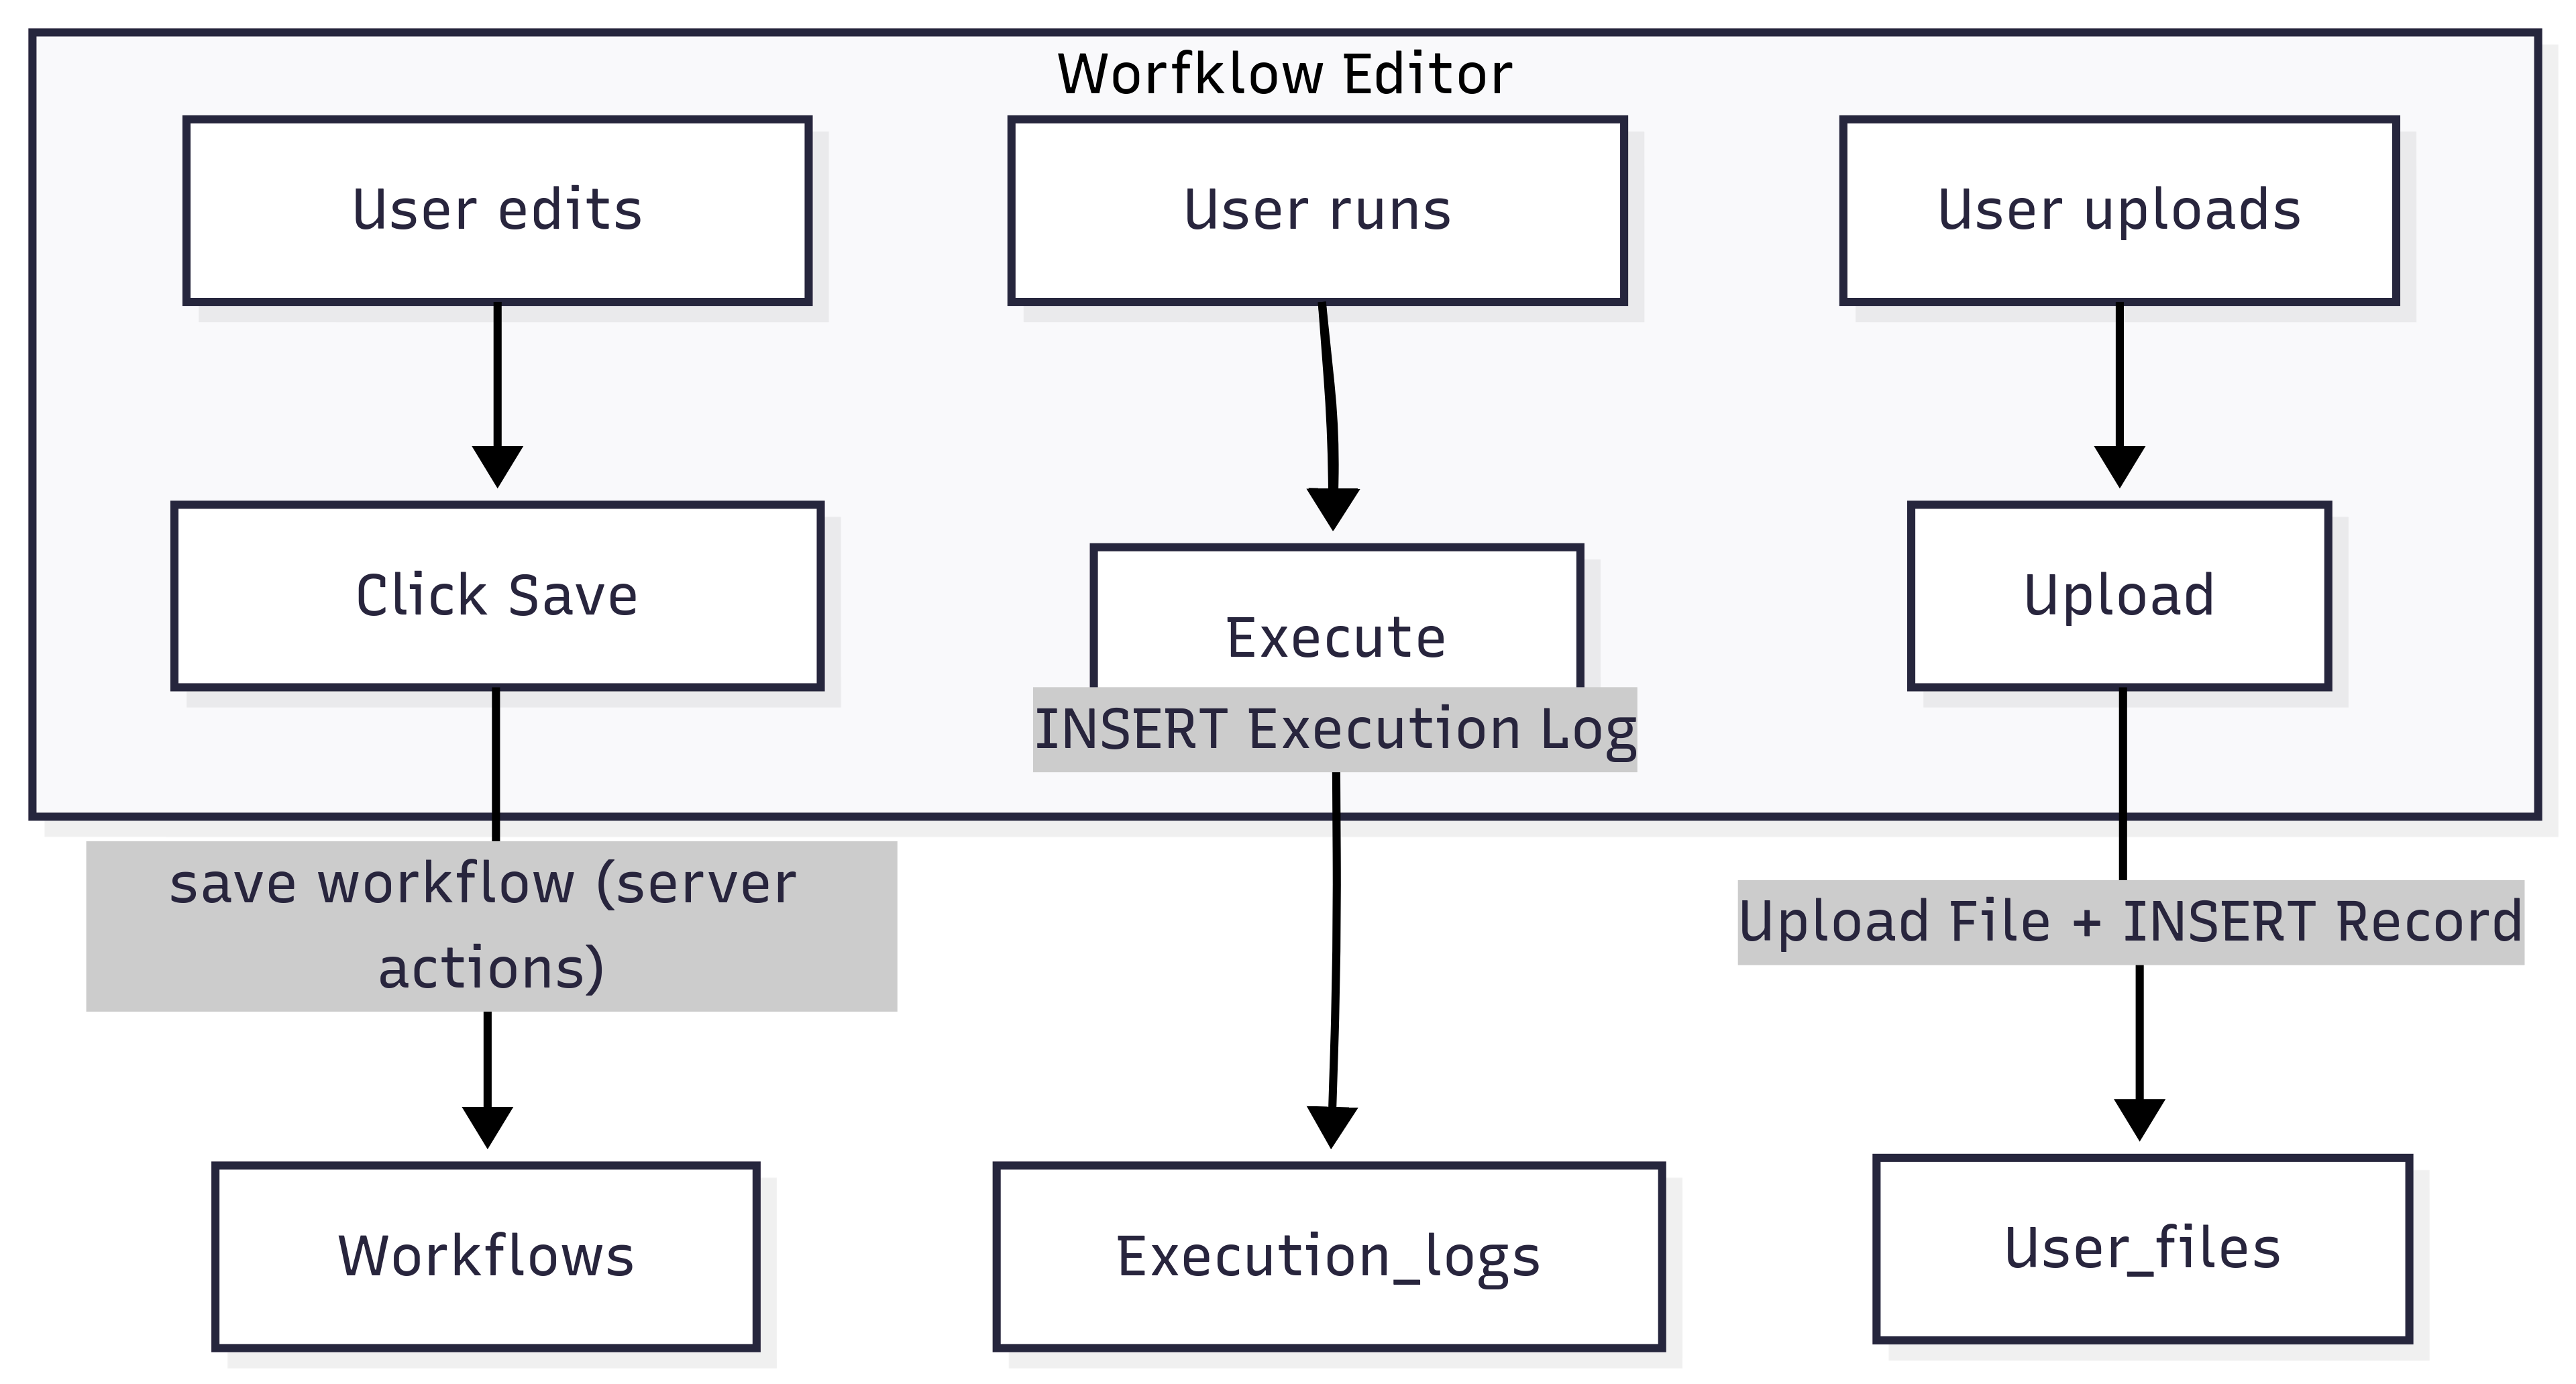 Worfklow Editor
User edits
User runs
User uploads
Click Save
Execute
Upload
INSERT Execution Log
save workflow (server
actions)
Upload File + INSERT Record
Workflows
Execution_logs
User_files